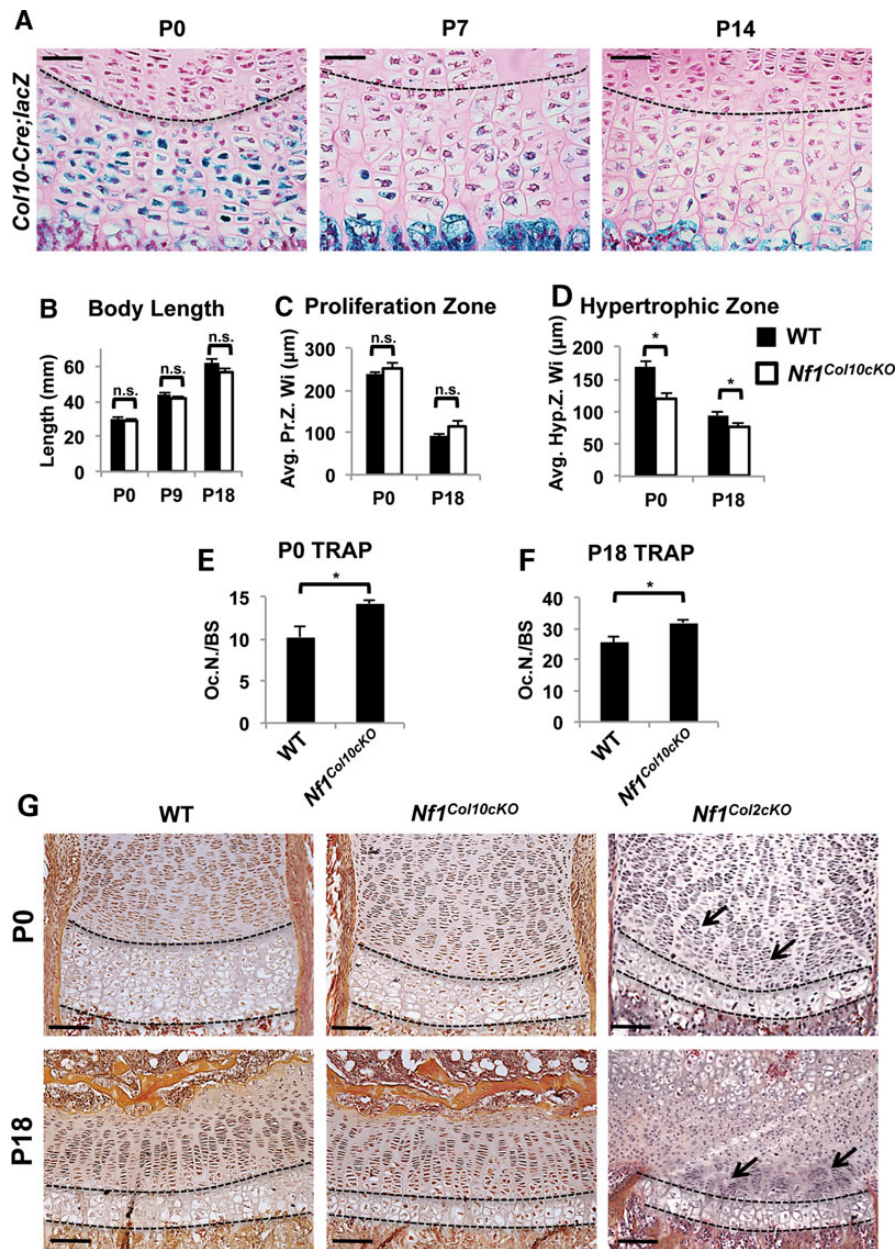 A
P0 P7 P14
Col10-Cre;lacZ
B Body Length
Length (mm)
60
40
20
0
n.s. n.s. n.s.
P0 P9 P18
C Proliferation Zone
Avg. Pr.Z. Wi (µm)
300
200
100
0
n.s. n.s.
P0 P18
D Hypertrophic Zone
Avg. Hyp.Z. Wi (µm)
200
150
100
50
0
* *
P0 P18
WT
Nf1Col10cKO
E P0 TRAP
Oc.N./BS
15
10
5
0
*
WT Nf1Col10cKO
F P18 TRAP
Oc.N./BS
40
30
20
10
0
*
WT Nf1Col10cKO
G
WT Nf1Col10cKO Nf1Col2cKO
P0
P18